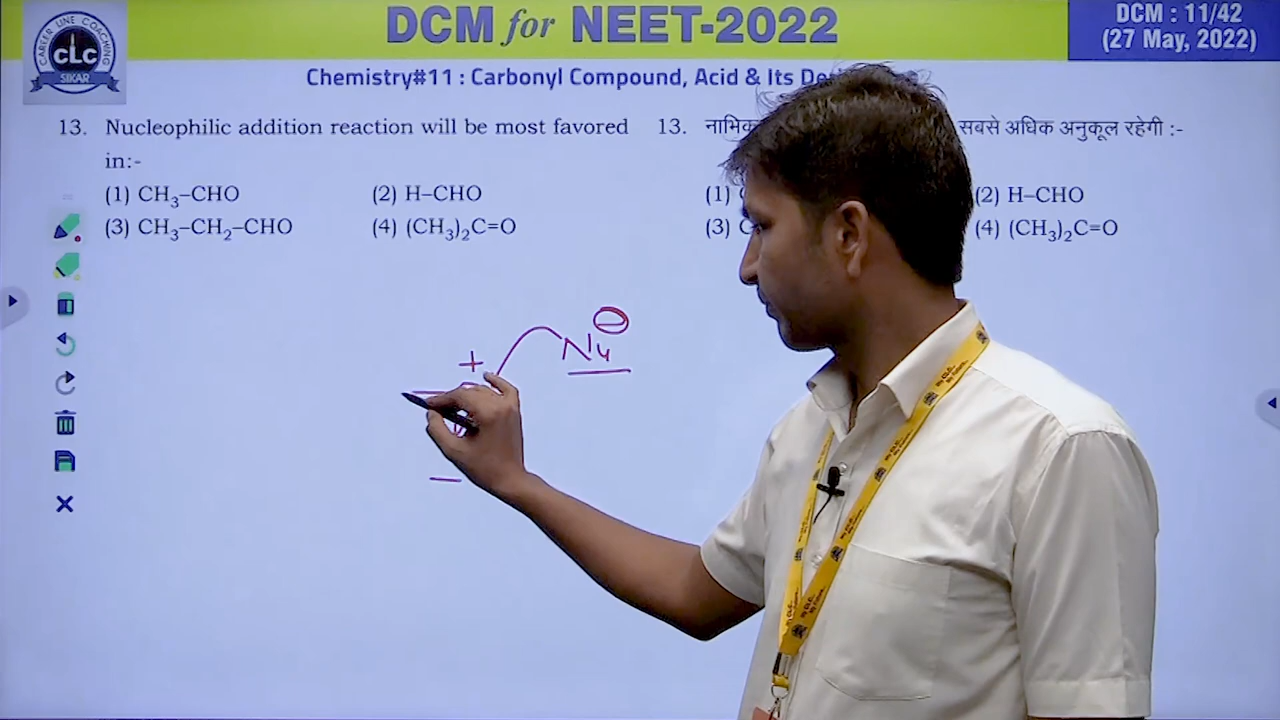 DCM for NEET-2022
DCM : 11/42
(27 May, 2022)
CAREER LINE COACHING
CLC
SIKAR
Chemistry#11 : Carbonyl Compound, Acid & Its
13. Nucleophilic addition reaction will be most favored
in:-
(1) CH₃–CHO (2) H–CHO
(3) CH₃–CH₂–CHO (4) (CH₃)₂C=O
13. सबसे अधिक अनुकूल रहेगी :-
(1) (2) H–CHO
(3) (4) (CH₃)₂C=O
+ Nu ⊖
–